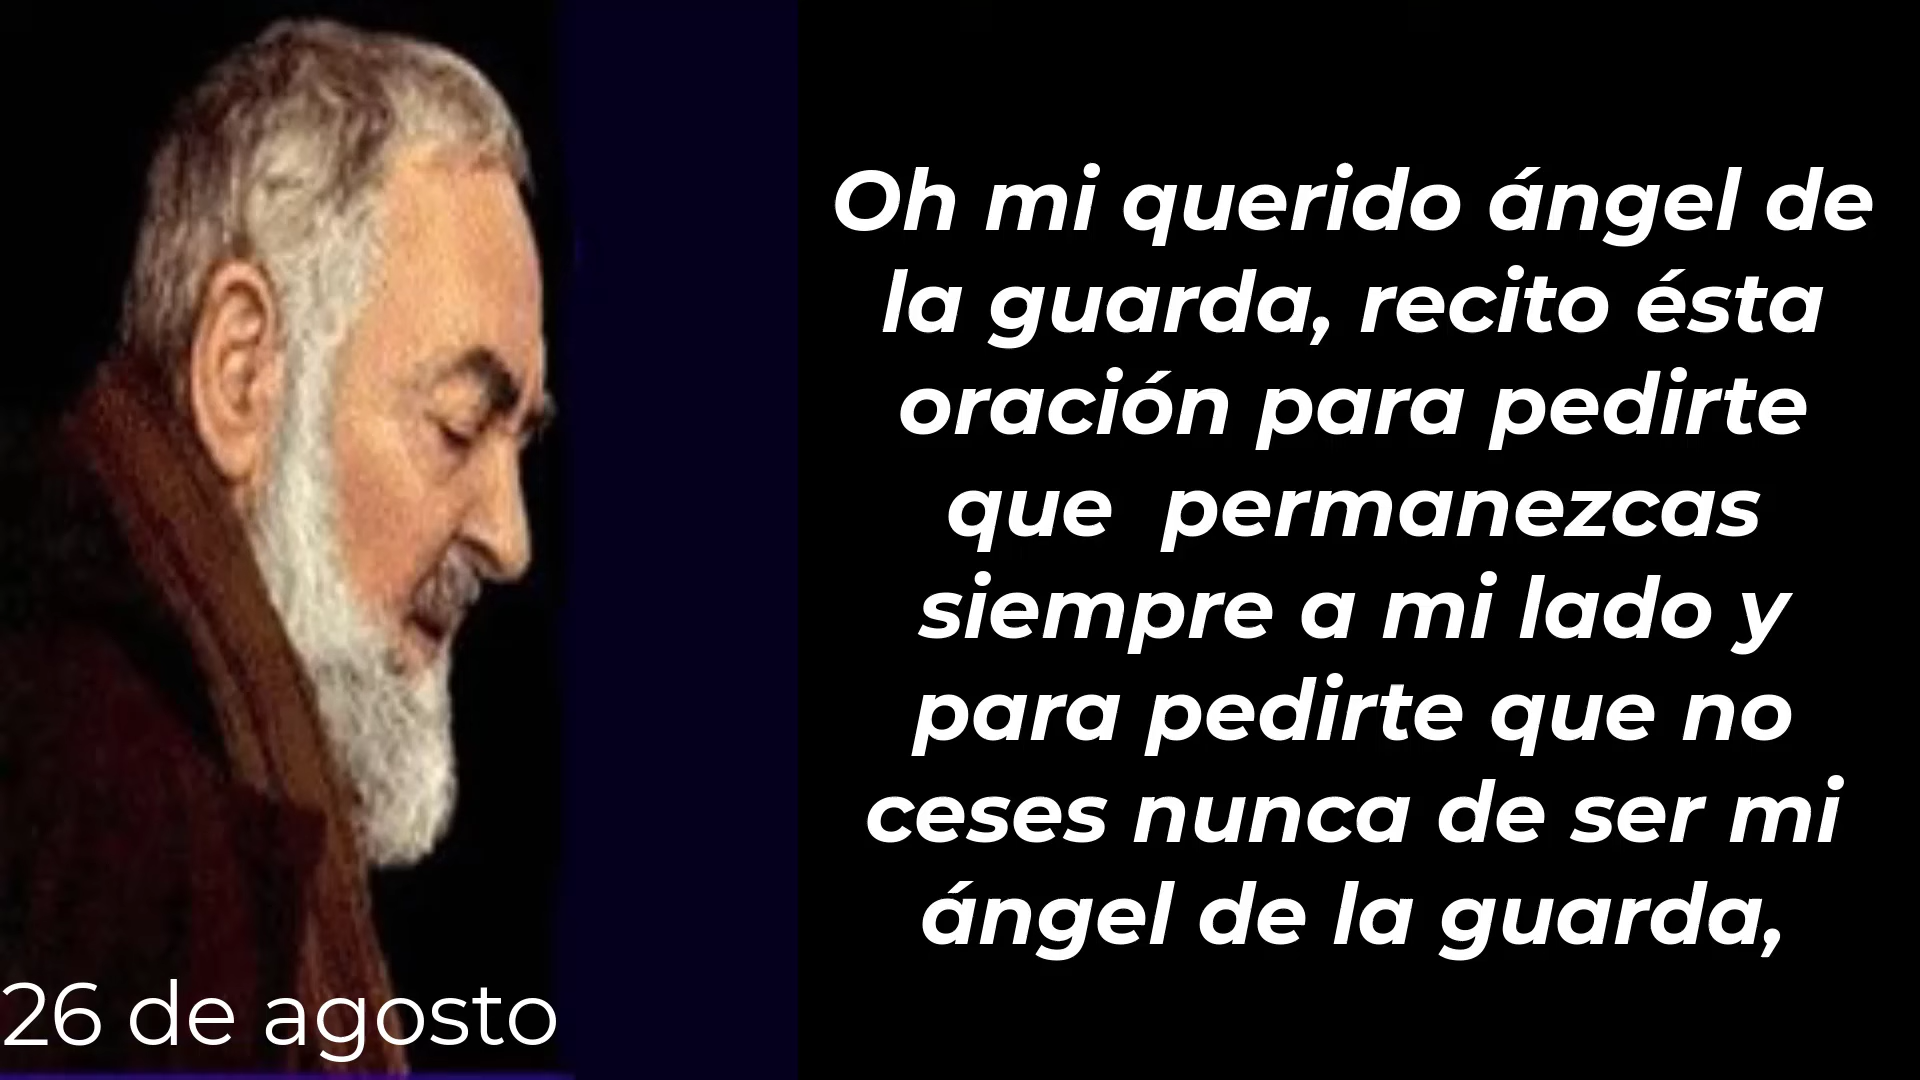 Oh mi querido ángel de
la guarda, recito ésta
oración para pedirte
que  permanezcas
siempre a mi lado y
para pedirte que no
ceses nunca de ser mi
ángel de la guarda,
26 de agosto